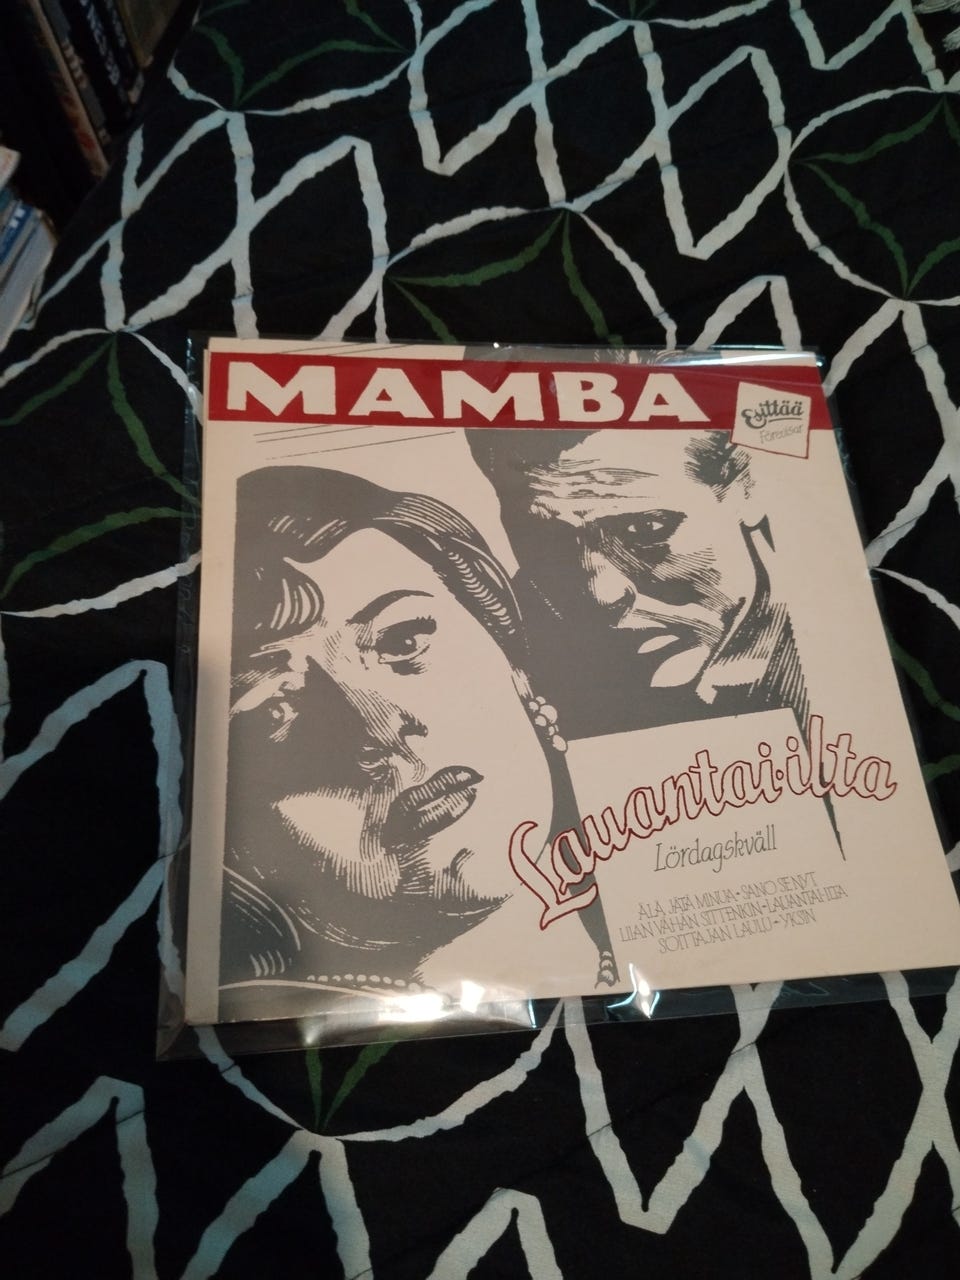 MAMBA
Esittää
Föredisar
Lauantai-ilta
Lördagskväll
ÄLÄ JÄTÄ MINUA • SANO SE NYT
LIIAN VÄHÄN SITTENKIN • LAUANTAI-ILTA
SOITTAJAN LAULU • YKSIN